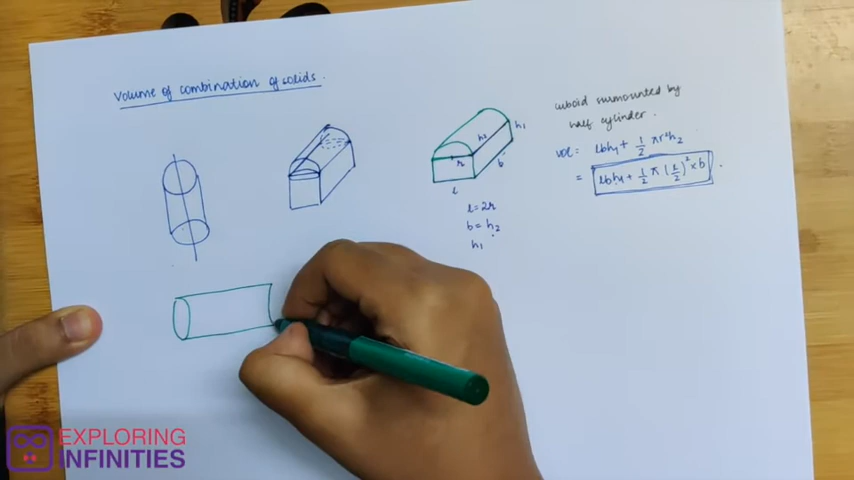 Volume of combination of solids.
cuboid surmounted by
half cylinder.
h₁
h₂
r
b
l
vol = lbh₁ + ½ πr²h₂
= lbh₁ + ½ π (l/2)² × b
l = 2r
b = h₂
h₁
EXPLORING
INFINITIES